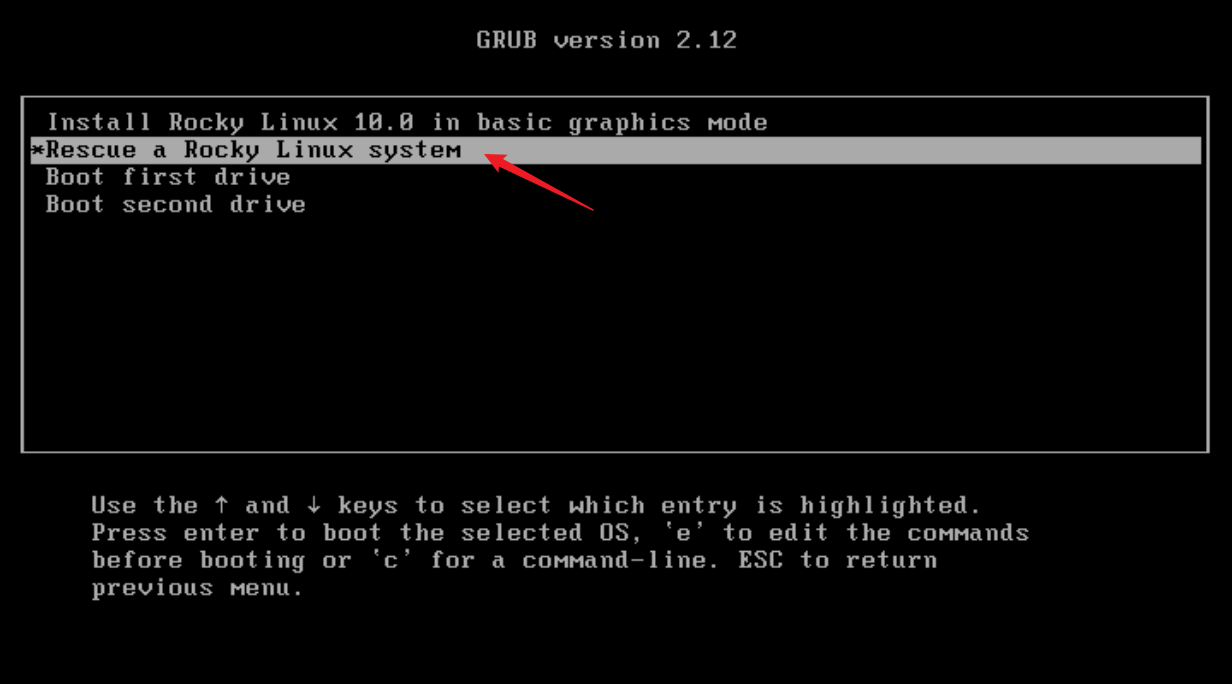 GRUB version 2.12
Install Rocky Linux 10.0 in basic graphics mode
*Rescue a Rocky Linux system
Boot first drive
Boot second drive
Use the ↑ and ↓ keys to select which entry is highlighted.
Press enter to boot the selected OS, `e' to edit the commands
before booting or `c' for a command-line. ESC to return
previous menu.